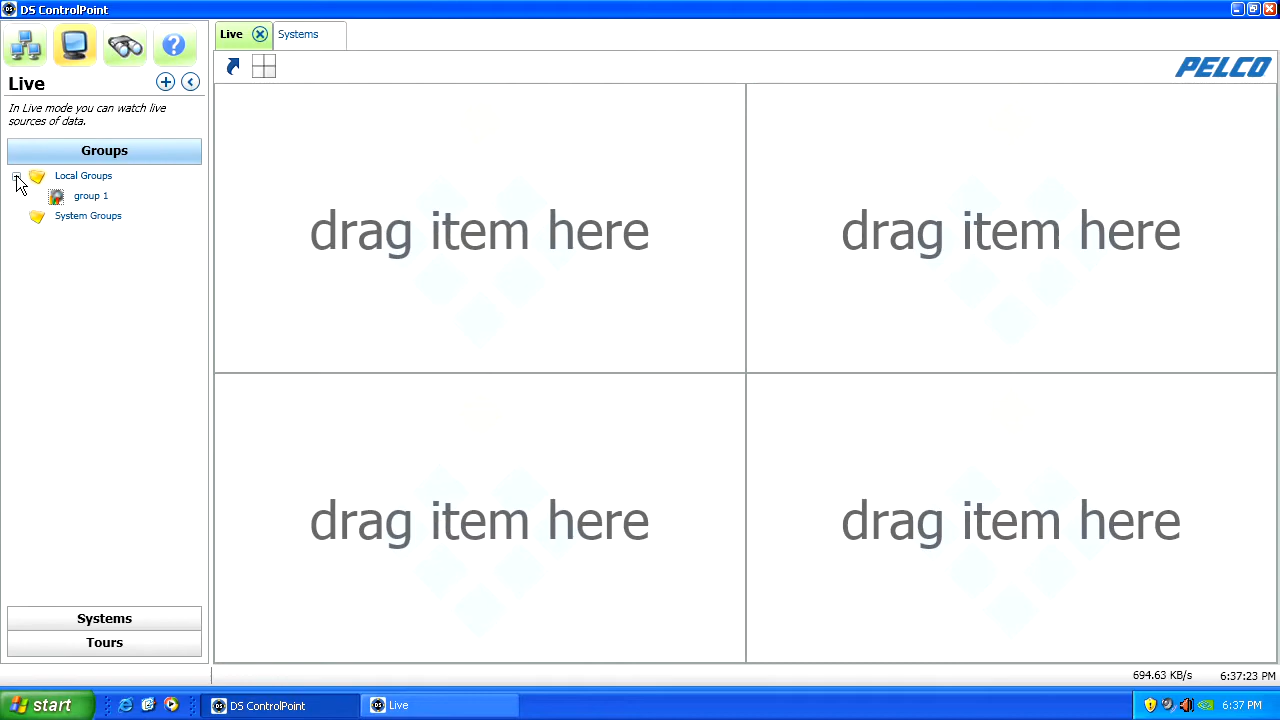 DS ControlPoint
Live
Systems
Live
In Live mode you can watch live
sources of data.
PELCO
Groups
Local Groups
group 1
System Groups
drag item here
drag item here
drag item here
drag item here
Systems
Tours
694.63 KB/s
6:37:23 PM
start
DS ControlPoint
Live
6:37 PM